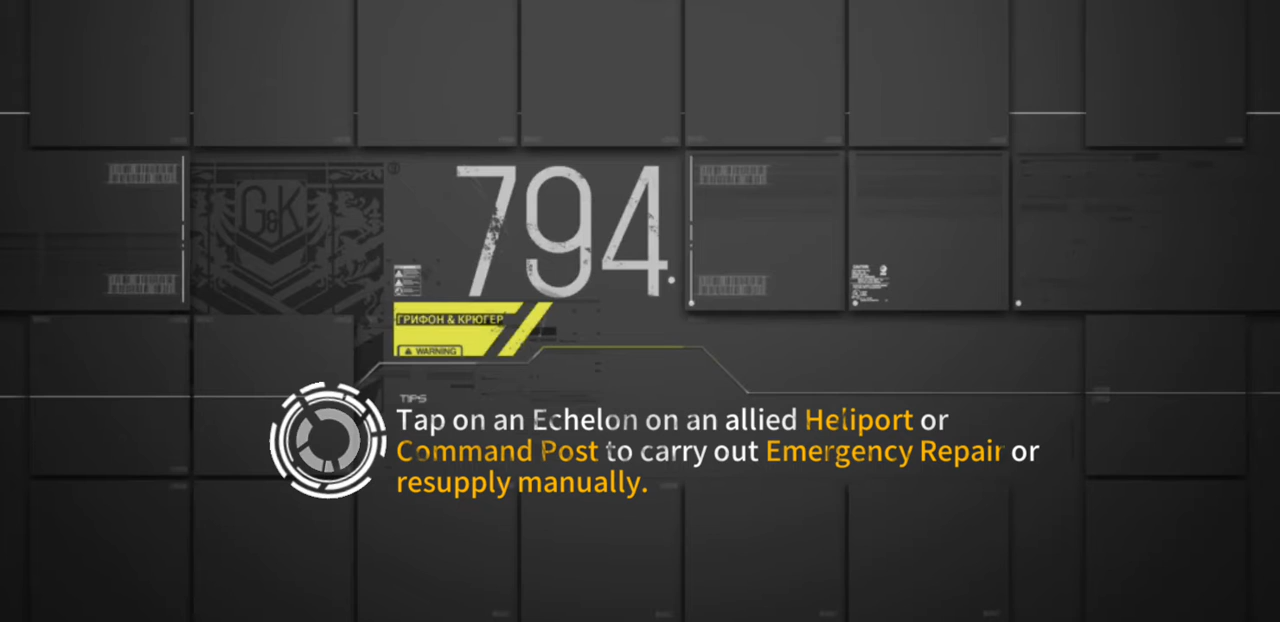 G&K
794.
ГРИФОН & КРЮГЕР
WARNING
TIPS
Tap on an Echelon on an allied Heliport or
Command Post to carry out Emergency Repair or
resupply manually.